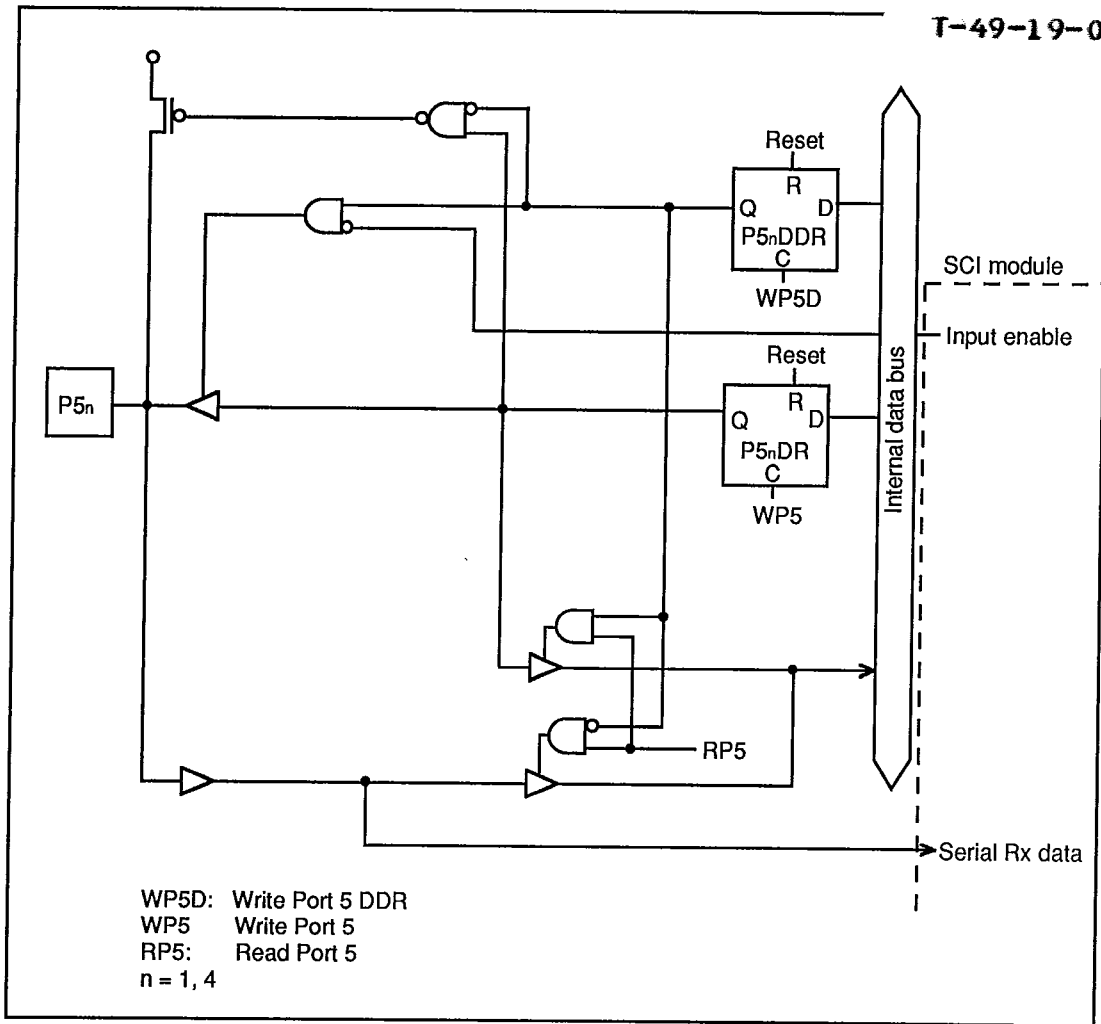 T-49-19-0
Reset
R
Q D
P5nDDR
C
WP5D
SCI module
Input enable
Reset
R
Q D
P5nDR
C
WP5
Internal data bus
P5n
RP5
Serial Rx data
WP5D: Write Port 5 DDR
WP5 Write Port 5
RP5: Read Port 5
n = 1, 4